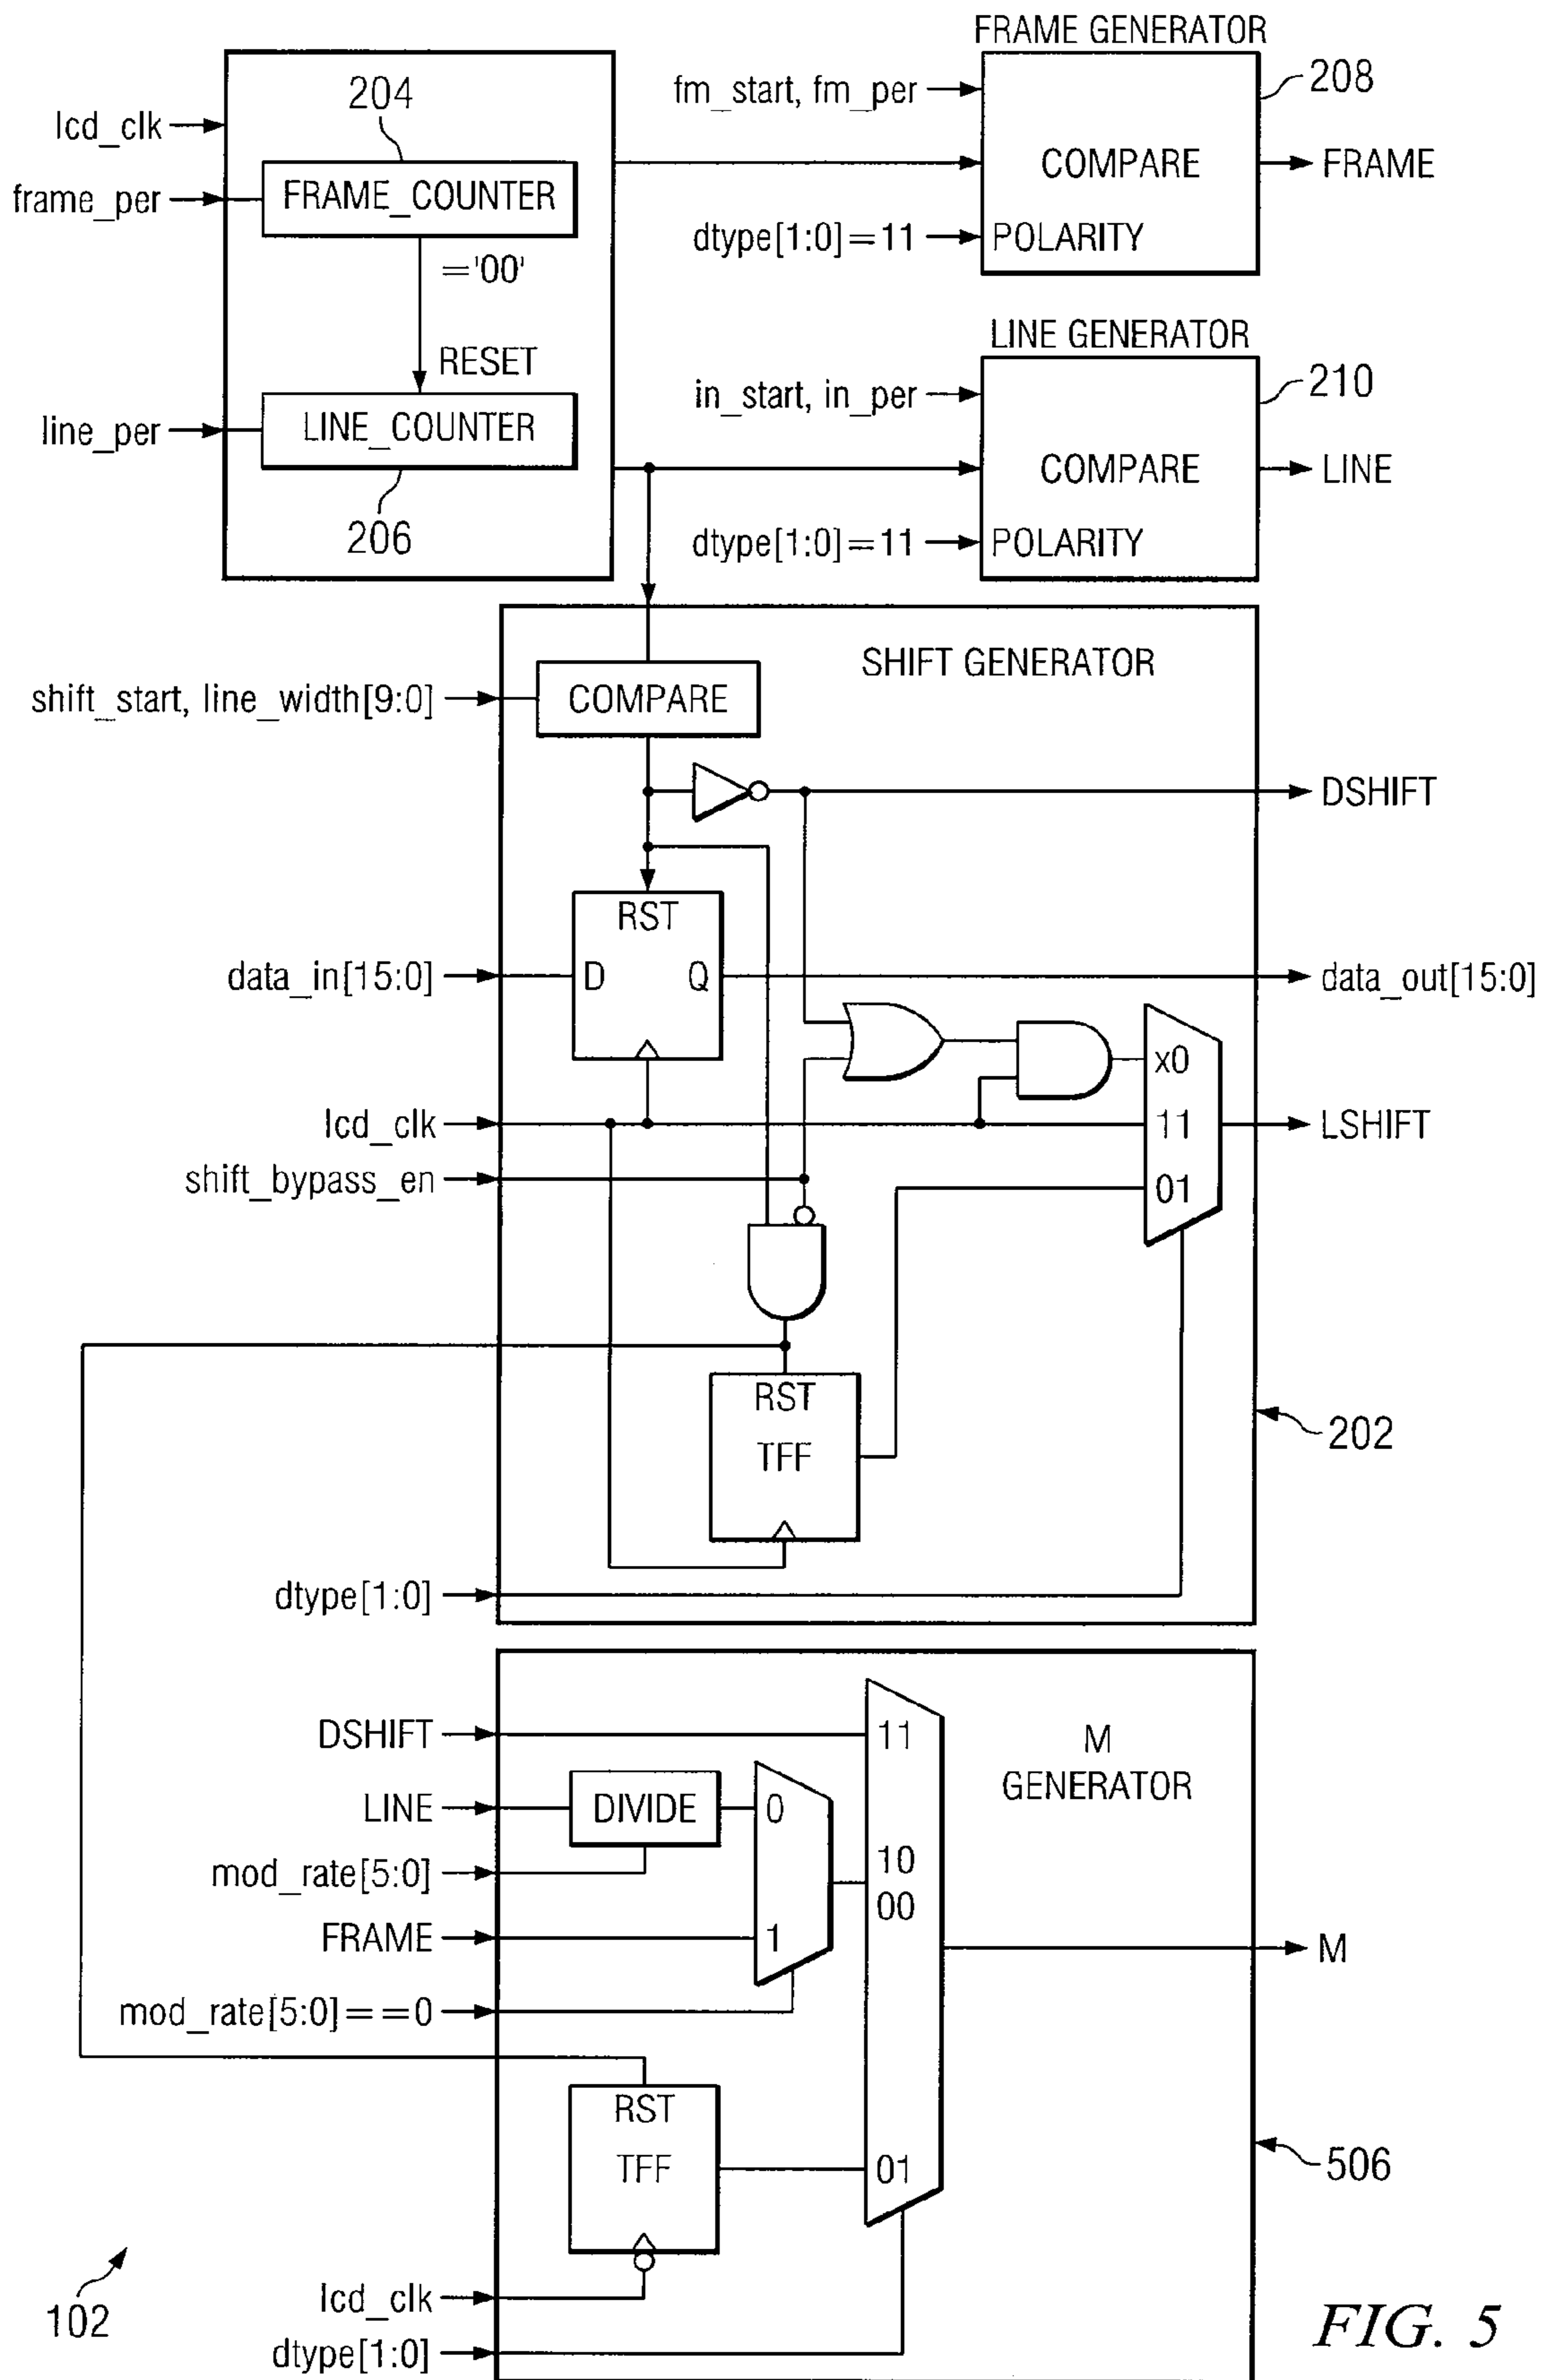 FRAME GENERATOR
208
fm_start, fm_per
204
lcd_clk
COMPARE
FRAME
frame_per
FRAME_COUNTER
dtype[1:0]=11
POLARITY
='00'
LINE GENERATOR
RESET
210
in_start, in_per
line_per
LINE_COUNTER
COMPARE
LINE
206
dtype[1:0]=11
POLARITY
SHIFT GENERATOR
shift_start, line_width[9:0]
COMPARE
DSHIFT
RST
data_in[15:0]
D
Q
data_out[15:0]
x0
lcd_clk
11
LSHIFT
shift_bypass_en
01
RST
202
TFF
dtype[1:0]
DSHIFT
11
M
GENERATOR
LINE
DIVIDE
0
mod_rate[5:0]
10
00
FRAME
1
M
mod_rate[5:0]==0
RST
TFF
01
506
lcd_clk
102
dtype[1:0]
FIG. 5